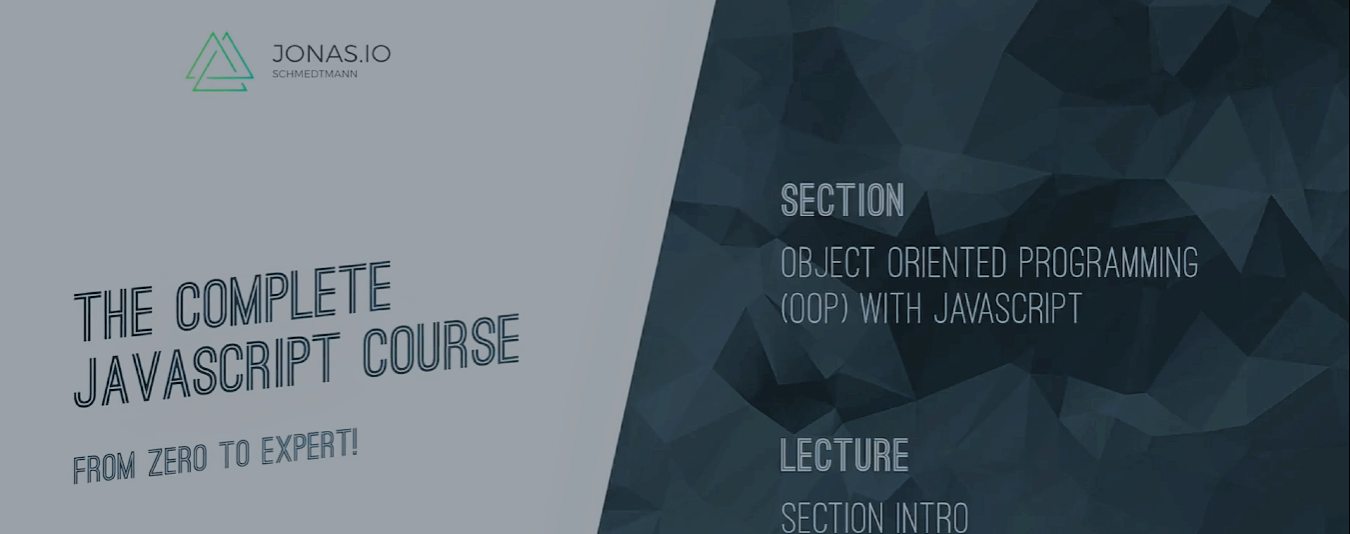 JONAS.IO
SCHMEDTMANN
THE COMPLETE
JAVASCRIPT COURSE
FROM ZERO TO EXPERT!
SECTION
OBJECT ORIENTED PROGRAMMING
(OOP) WITH JAVASCRIPT
LECTURE
SECTION INTRO